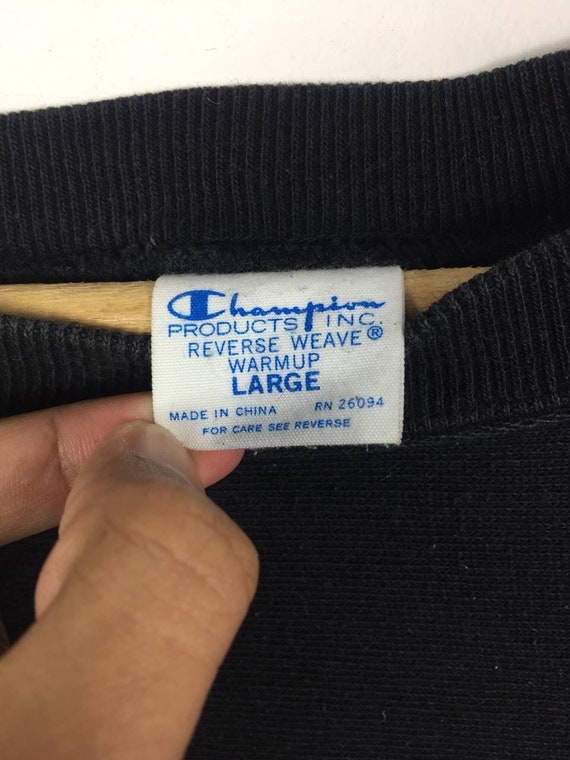 Champion
PRODUCTS INC.
REVERSE WEAVE®
WARMUP
LARGE
MADE IN CHINA RN 26094
FOR CARE SEE REVERSE